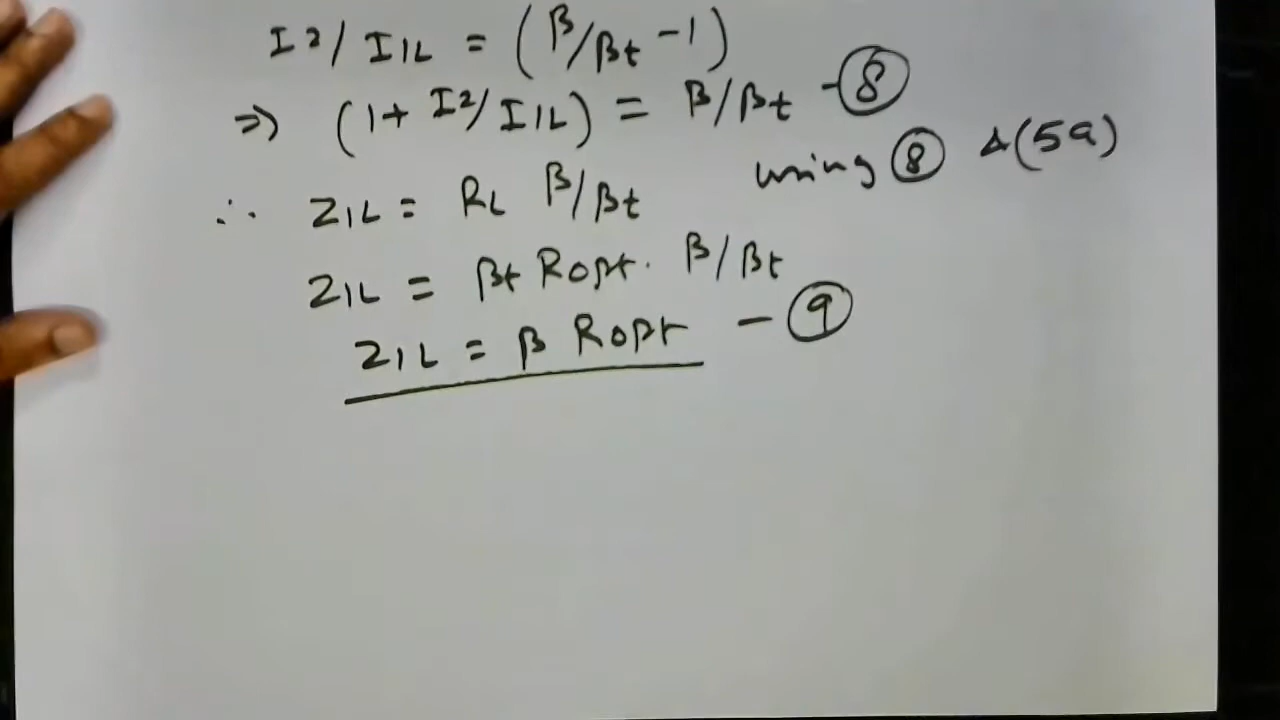 I2/I1L = (β/βt -1)
⇒ (1+ I2/I1L) = β/βt -⑧
∴ Z1L = RL β/βt using ⑧ & (5a)
Z1L = βt Ropt. β/βt
Z1L = β Ropt - ⑨